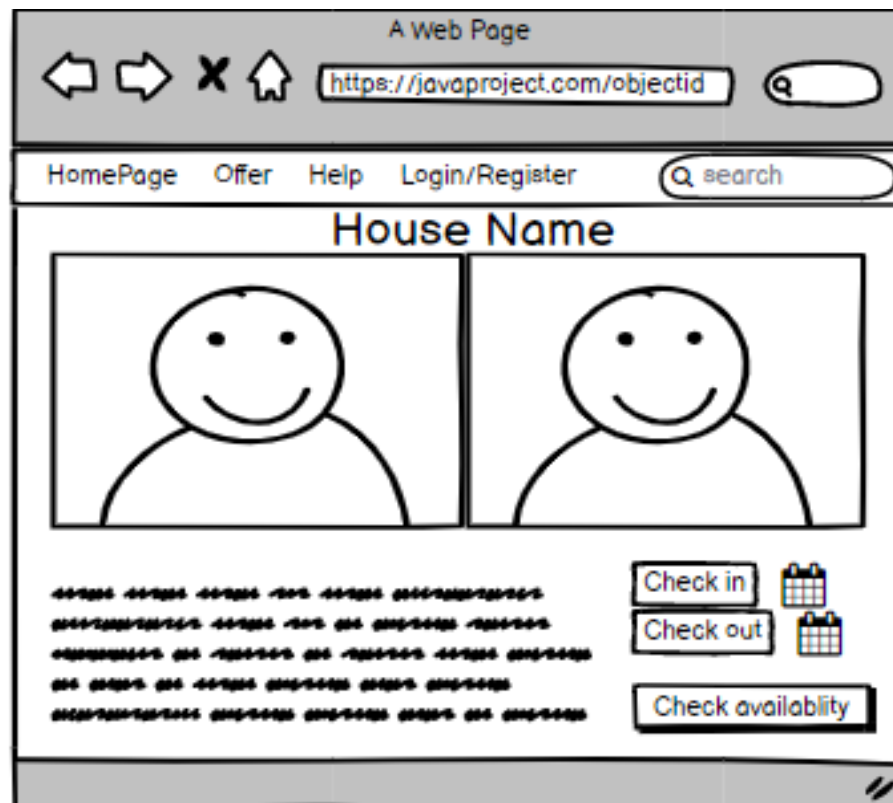 A Web Page
https://javaproject.com/objectid
HomePage Offer Help Login/Register search
House Name
Check in
Check out
Check availablity